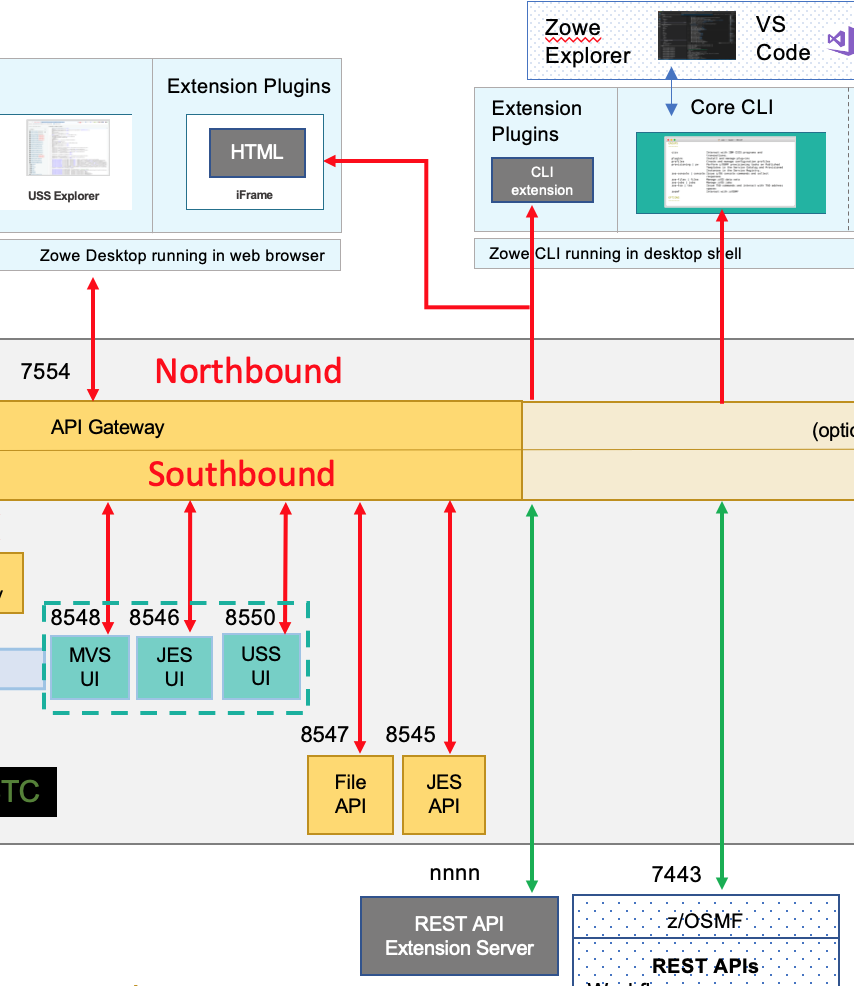 Zowe
Explorer
VS
Code
Extension Plugins
HTML
iFrame
USS Explorer
Zowe Desktop running in web browser
Extension
Plugins
CLI
extension
Core CLI
Zowe CLI running in desktop shell
7554
Northbound
API Gateway
(optio
Southbound
8548
8546
8550
MVS
UI
JES
UI
USS
UI
8547
8545
File
API
JES
API
TC
nnnn
7443
REST API
Extension Server
z/OSMF
REST APIs